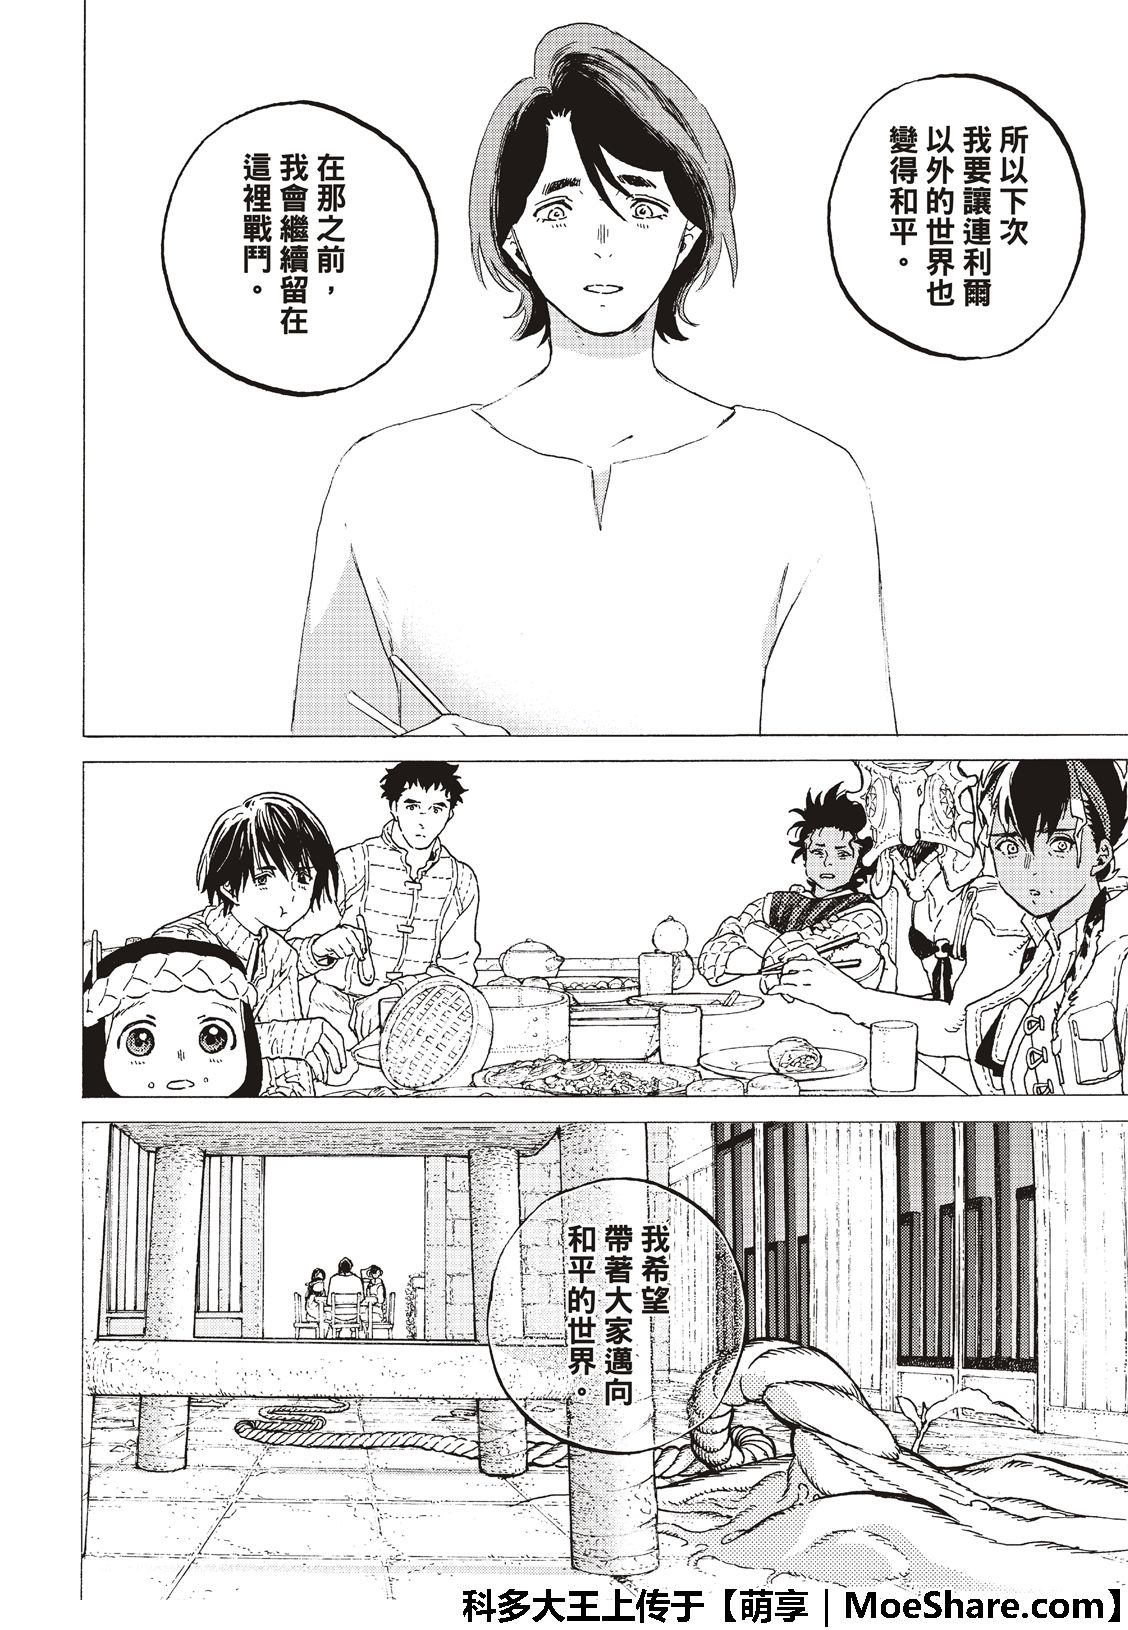 所以下次
我要讓連利爾
以外的世界也
變得和平。
在那之前，
我會繼續留在
這裡戰鬥。
我希望
帶著大家邁向
和平的世界。
科多大王上传于【萌享｜MoeShare.com】